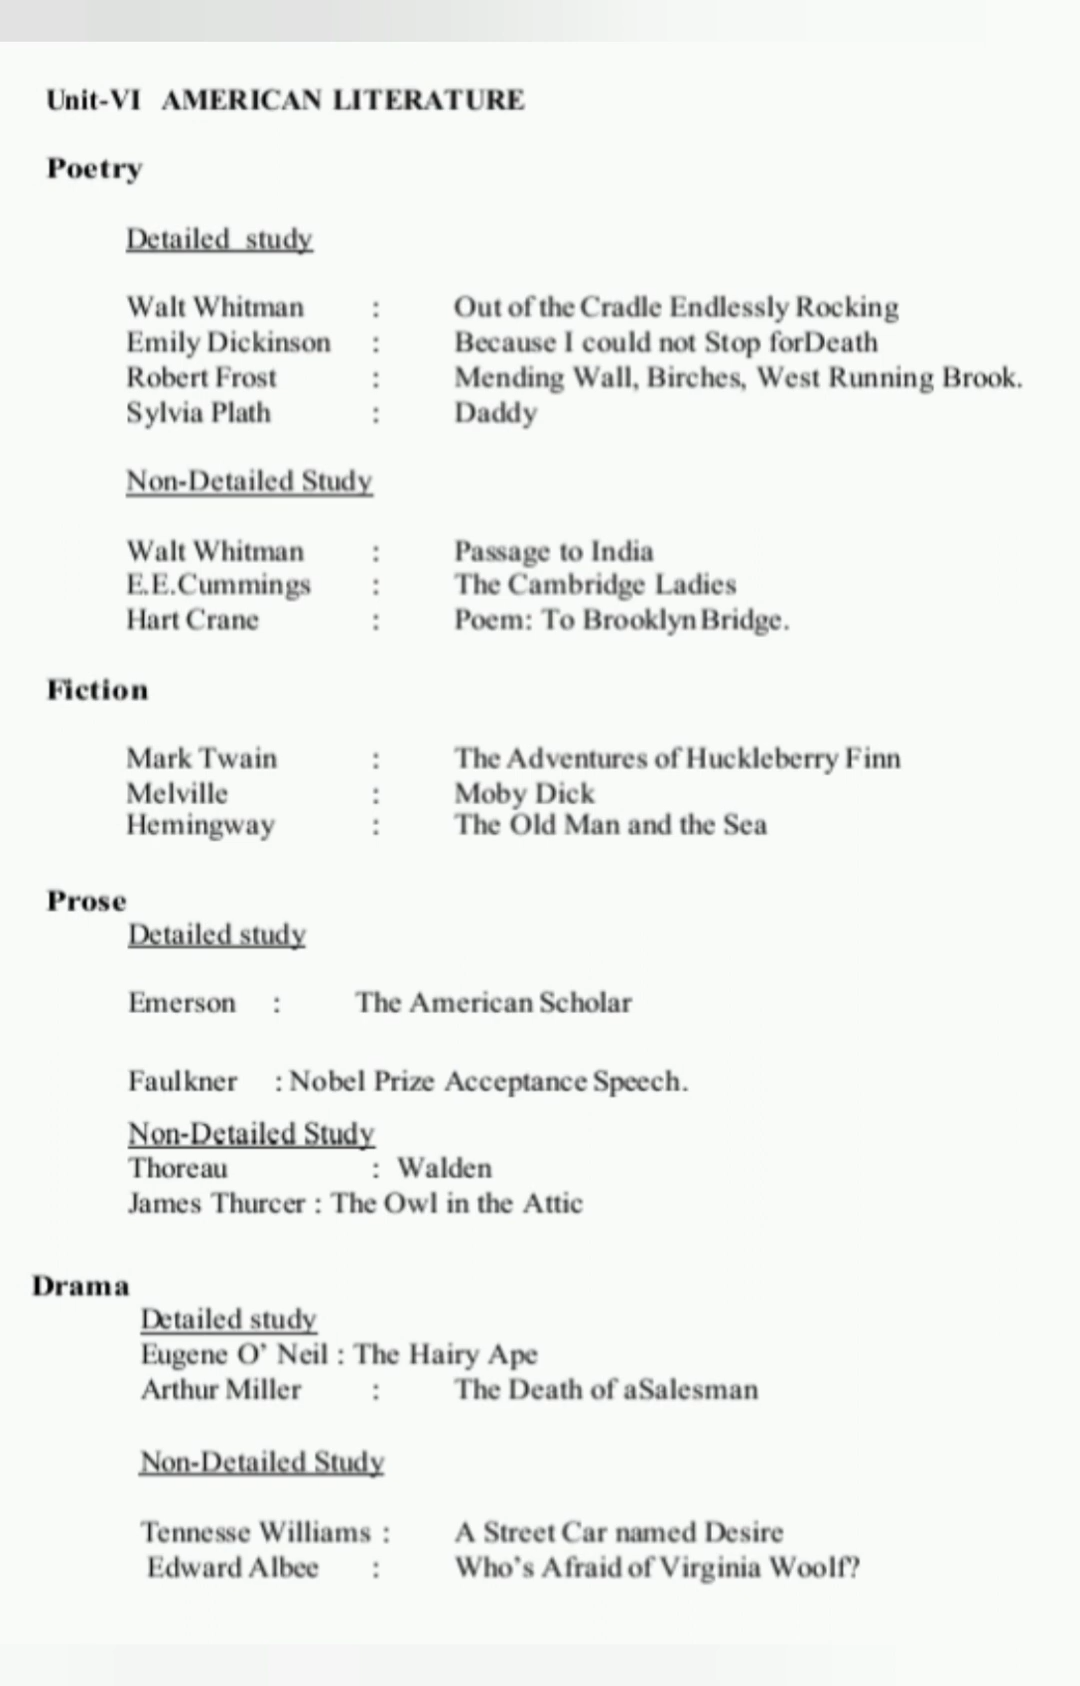 Unit-VI AMERICAN LITERATURE
Poetry
Detailed study
Walt Whitman : Out of the Cradle Endlessly Rocking
Emily Dickinson : Because I could not Stop forDeath
Robert Frost : Mending Wall, Birches, West Running Brook.
Sylvia Plath : Daddy
Non-Detailed Study
Walt Whitman : Passage to India
E.E.Cummings : The Cambridge Ladies
Hart Crane : Poem: To Brooklyn Bridge.
Fiction
Mark Twain : The Adventures of Huckleberry Finn
Melville : Moby Dick
Hemingway : The Old Man and the Sea
Prose
Detailed study
Emerson : The American Scholar
Faulkner : Nobel Prize Acceptance Speech.
Non-Detailed Study
Thoreau : Walden
James Thurcer : The Owl in the Attic
Drama
Detailed study
Eugene O' Neil : The Hairy Ape
Arthur Miller : The Death of aSalesman
Non-Detailed Study
Tennesse Williams : A Street Car named Desire
Edward Albee : Who's Afraid of Virginia Woolf?